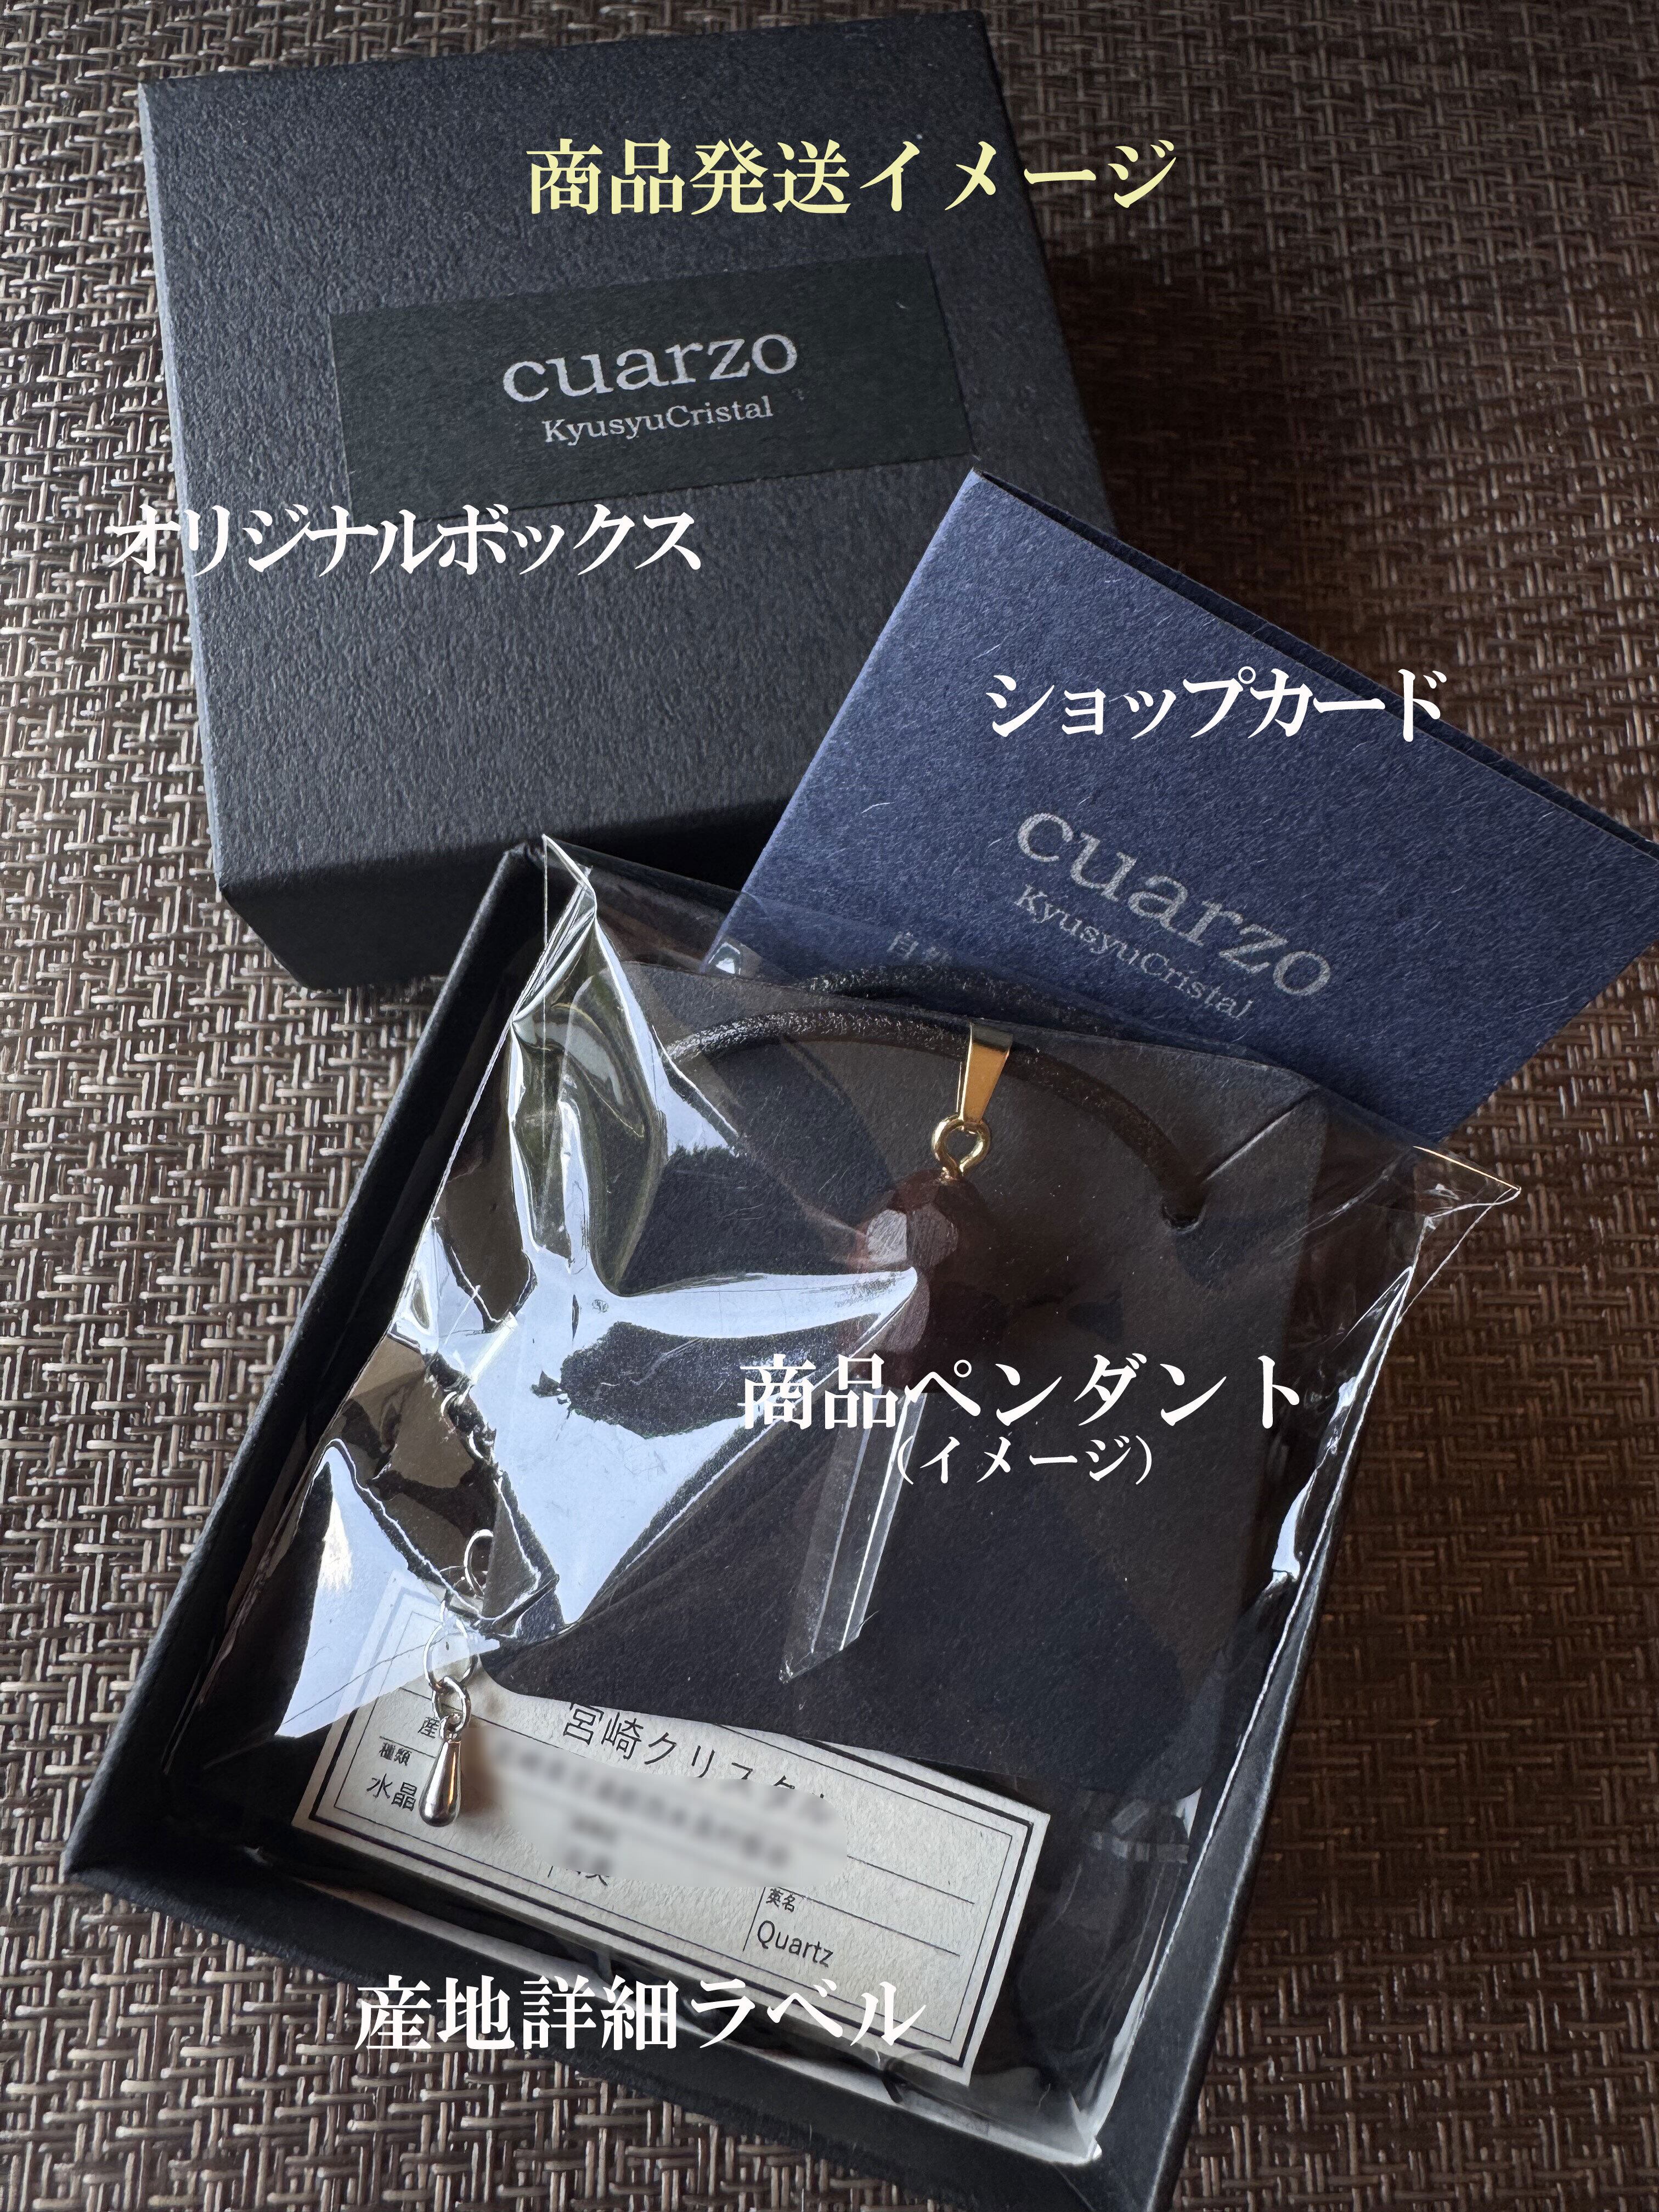 商品発送イメージ
cuarzo
KyusyuCristal
オリジナルボックス
ショップカード
cuarzo
KyusyuCristal
自然
商品ペンダント
（イメージ）
宮崎クリスタル
産
種類
水晶
英名
Quartz
産地詳細ラベル